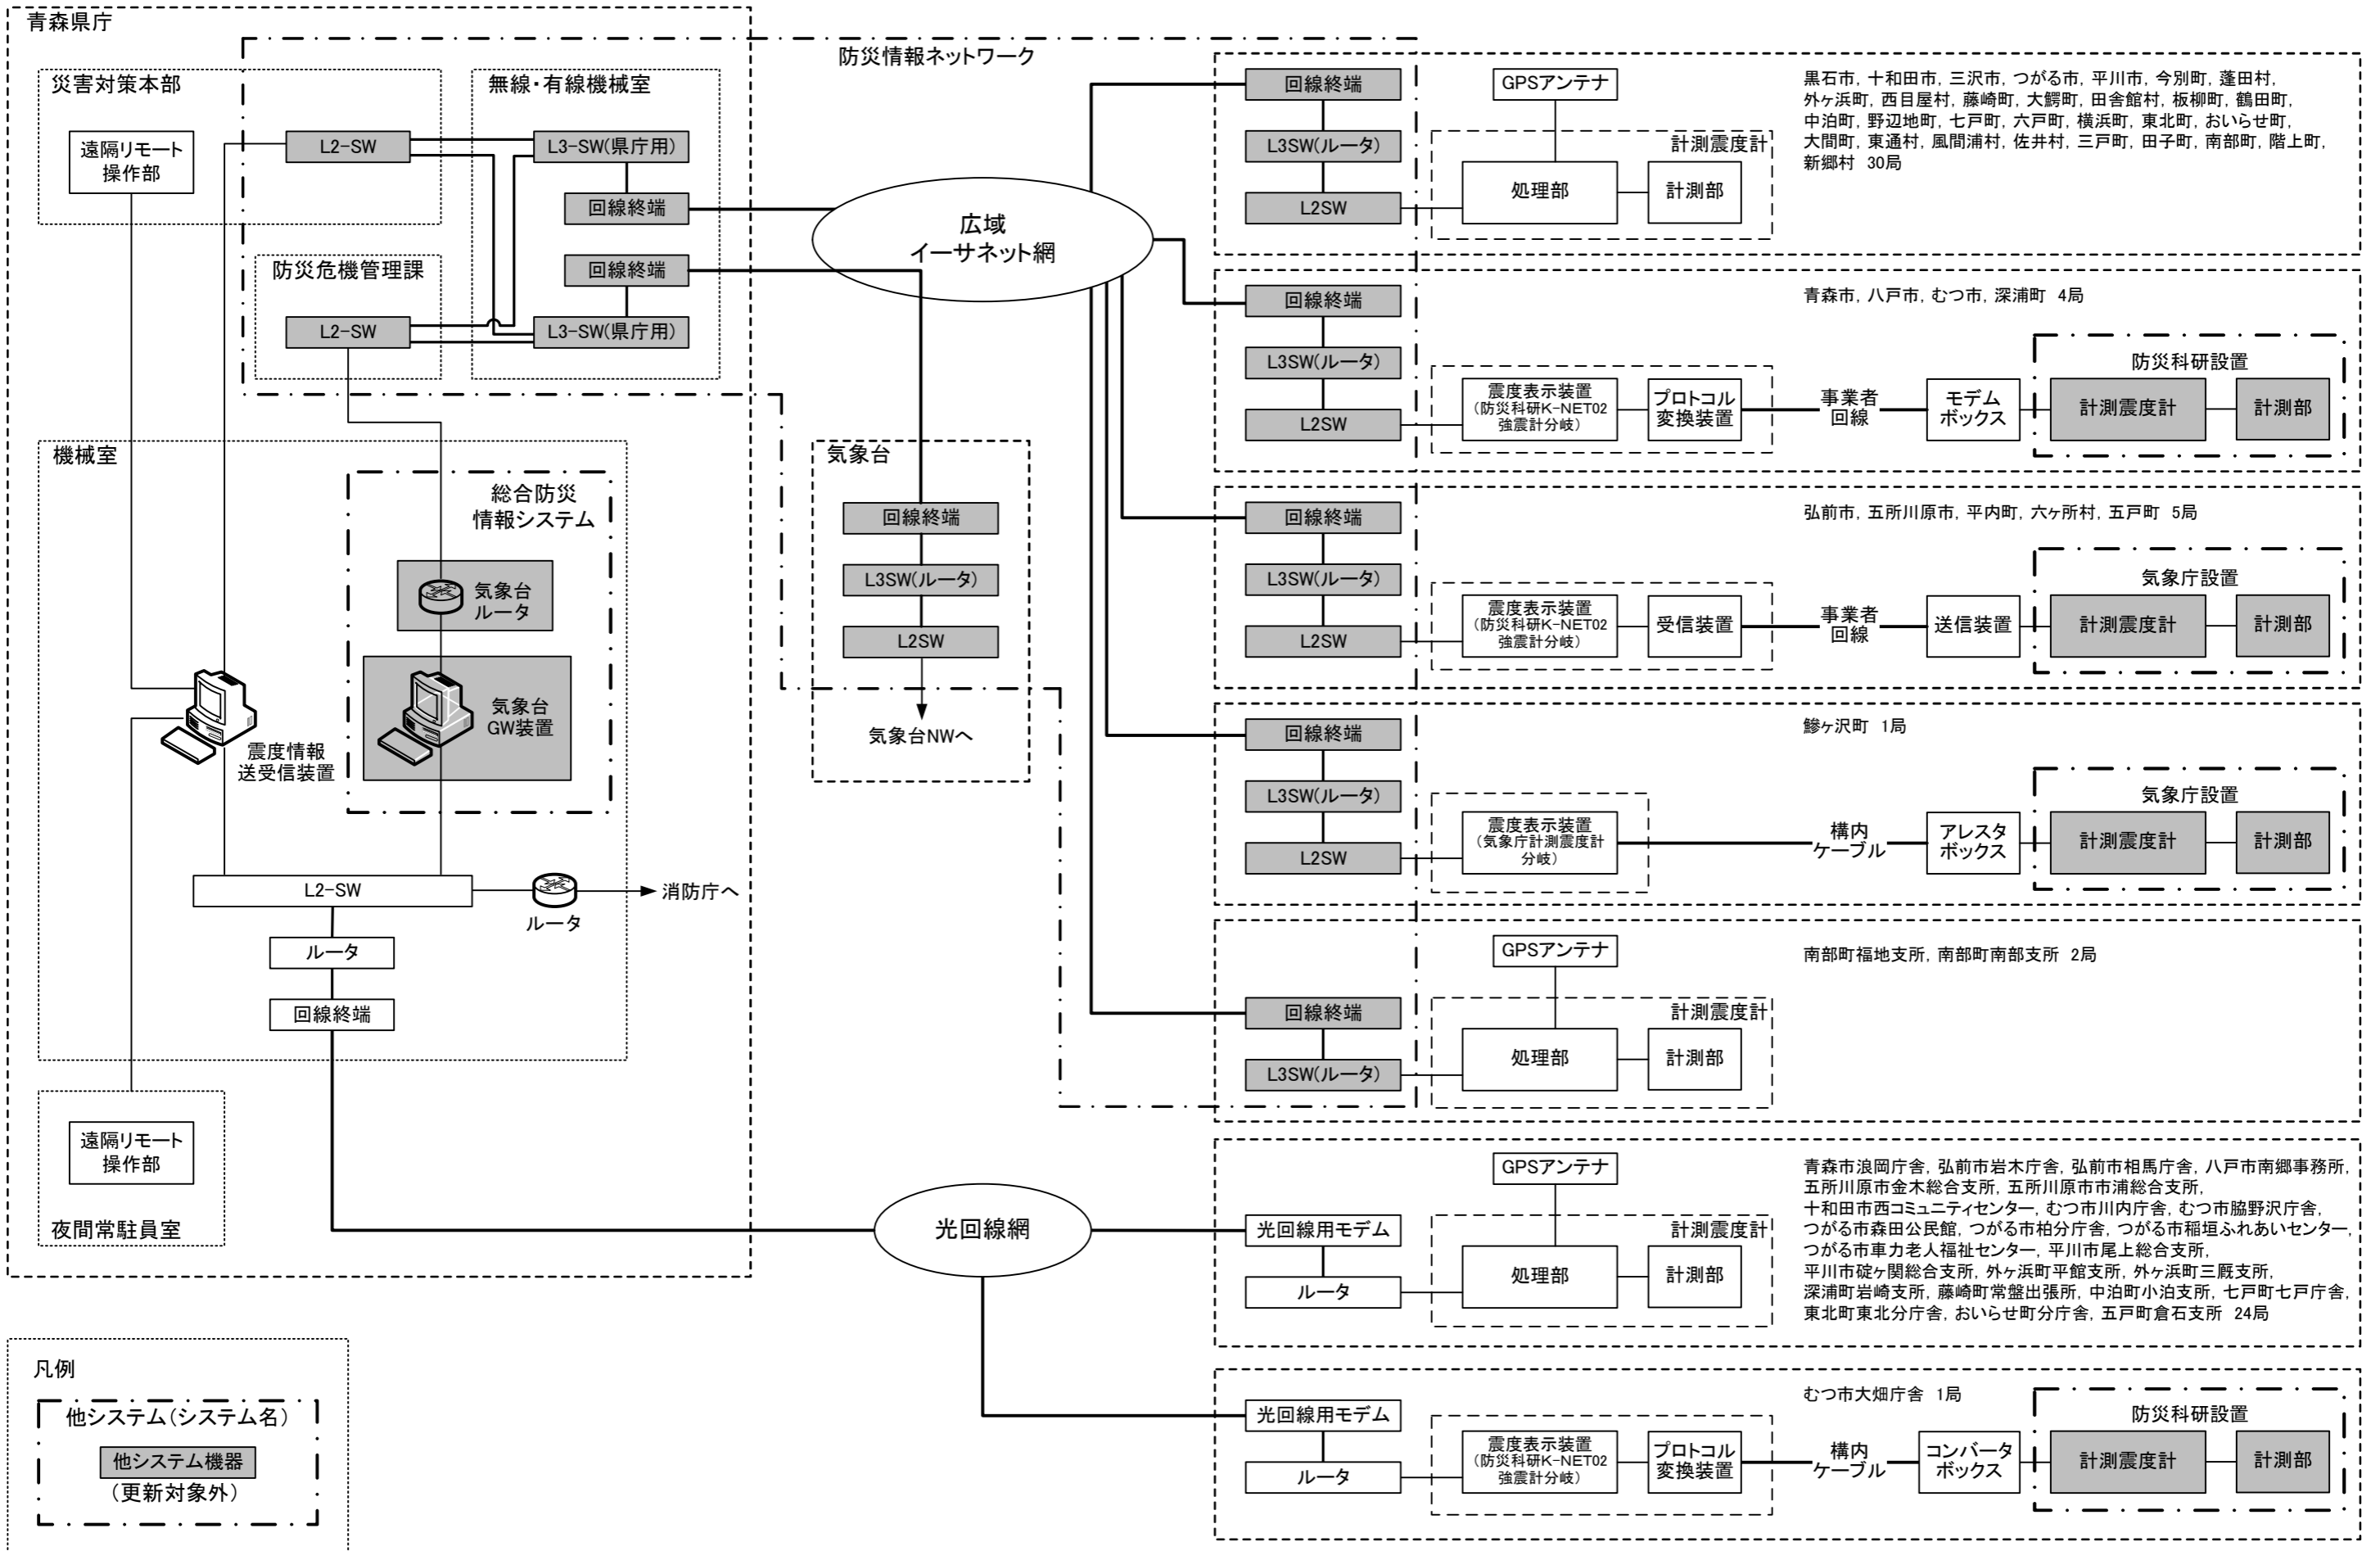 青森県庁
防災情報ネットワーク
災害対策本部
遠隔リモート
操作部
L2-SW
無線・有線機械室
L3-SW(県庁用)
回線終端
回線終端
L3-SW(県庁用)
防災危機管理課
L2-SW
機械室
総合防災
情報システム
気象台
ルータ
気象台
GW装置
震度情報
送受信装置
L2-SW
ルータ
消防庁へ
ルータ
回線終端
遠隔リモート
操作部
夜間常駐員室
凡例
他システム(システム名)
他システム機器
(更新対象外)
広域
イーサネット網
気象台
回線終端
L3SW(ルータ)
L2SW
気象台NWへ
光回線網
回線終端
L3SW(ルータ)
L2SW
GPSアンテナ
計測震度計
処理部
計測部
黒石市, 十和田市, 三沢市, つがる市, 平川市, 今別町, 蓬田村,
外ヶ浜町, 西目屋村, 藤崎町, 大鰐町, 田舎館村, 板柳町, 鶴田町,
中泊町, 野辺地町, 七戸町, 六戸町, 横浜町, 東北町, おいらせ町,
大間町, 東通村, 風間浦村, 佐井村, 三戸町, 田子町, 南部町, 階上町,
新郷村 30局
回線終端
L3SW(ルータ)
L2SW
青森市, 八戸市, むつ市, 深浦町 4局
震度表示装置
(防災科研K-NET02
強震計分岐)
プロトコル
変換装置
事業者
回線
モデム
ボックス
防災科研設置
計測震度計
計測部
回線終端
L3SW(ルータ)
L2SW
弘前市, 五所川原市, 平内町, 六ヶ所村, 五戸町 5局
震度表示装置
(防災科研K-NET02
強震計分岐)
受信装置
事業者
回線
送信装置
気象庁設置
計測震度計
計測部
回線終端
L3SW(ルータ)
L2SW
鰺ヶ沢町 1局
震度表示装置
(気象庁計測震度計
分岐)
構内
ケーブル
アレスタ
ボックス
気象庁設置
計測震度計
計測部
回線終端
L3SW(ルータ)
GPSアンテナ
計測震度計
処理部
計測部
南部町福地支所, 南部町南部支所 2局
光回線用モデム
ルータ
GPSアンテナ
計測震度計
処理部
計測部
青森市浪岡庁舎, 弘前市岩木庁舎, 弘前市相馬庁舎, 八戸市南郷事務所,
五所川原市金木総合支所, 五所川原市市浦総合支所,
十和田市西コミュニティセンター, むつ市川内庁舎, むつ市脇野沢庁舎,
つがる市森田公民館, つがる市柏分庁舎, つがる市稲垣ふれあいセンター,
つがる市車力老人福祉センター, 平川市尾上総合支所,
平川市碇ヶ関総合支所, 外ヶ浜町平館支所, 外ヶ浜町三厩支所,
深浦町岩崎支所, 藤崎町常盤出張所, 中泊町小泊支所, 七戸町七戸庁舎,
東北町東北分庁舎, おいらせ町分庁舎, 五戸町倉石支所 24局
光回線用モデム
ルータ
むつ市大畑庁舎 1局
震度表示装置
(防災科研K-NET02
強震計分岐)
プロトコル
変換装置
構内
ケーブル
コンバータ
ボックス
防災科研設置
計測震度計
計測部